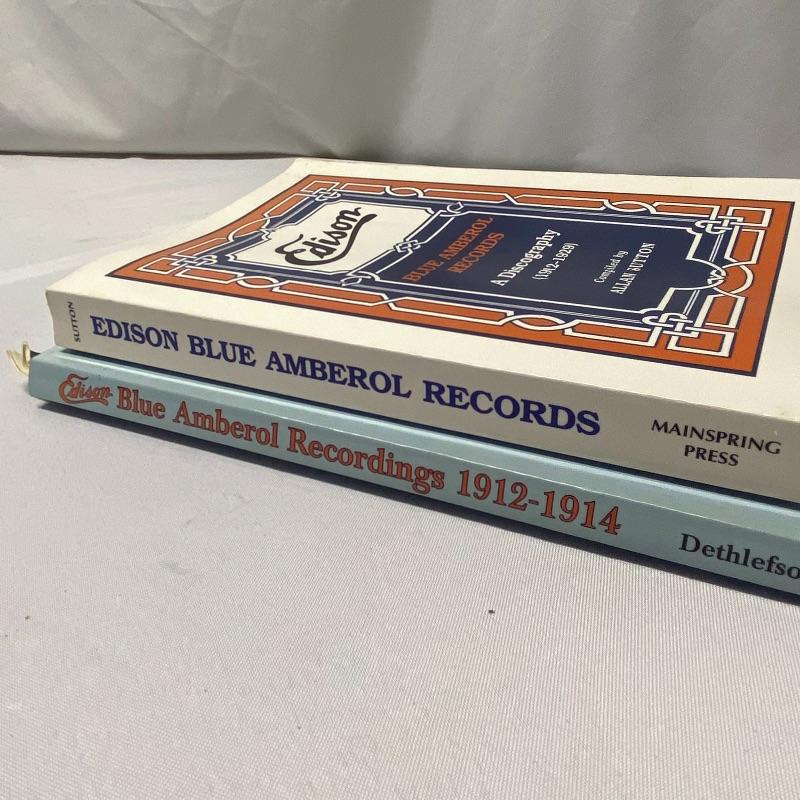 Edison
BLUE AMBEROL
RECORDS
A Discography
(1912-1929)
Compiled by
ALLAN SUTTON
SUTTON
EDISON BLUE AMBEROL RECORDS
MAINSPRING
PRESS
Edison Blue Amberol Recordings 1912-1914
Dethlefso